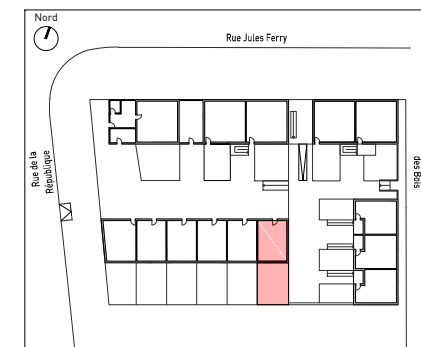 Nord
Rue Jules Ferry
Rue de la
République
des Bois